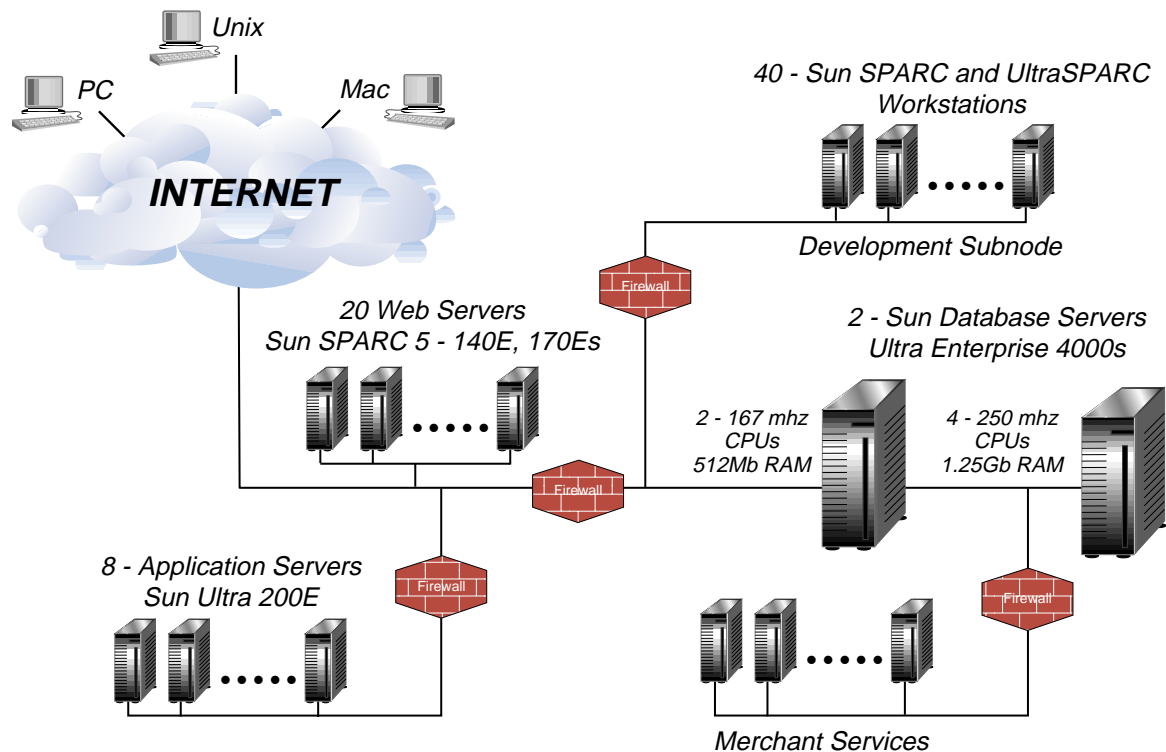 Unix
PC
Mac
INTERNET
40 - Sun SPARC and UltraSPARC
Workstations
Development Subnode
Firewall
20 Web Servers
Sun SPARC 5 - 140E, 170Es
2 - Sun Database Servers
Ultra Enterprise 4000s
2 - 167 mhz
CPUs
512Mb RAM
4 - 250 mhz
CPUs
1.25Gb RAM
Firewall
8 - Application Servers
Sun Ultra 200E
Firewall
Firewall
Merchant Services